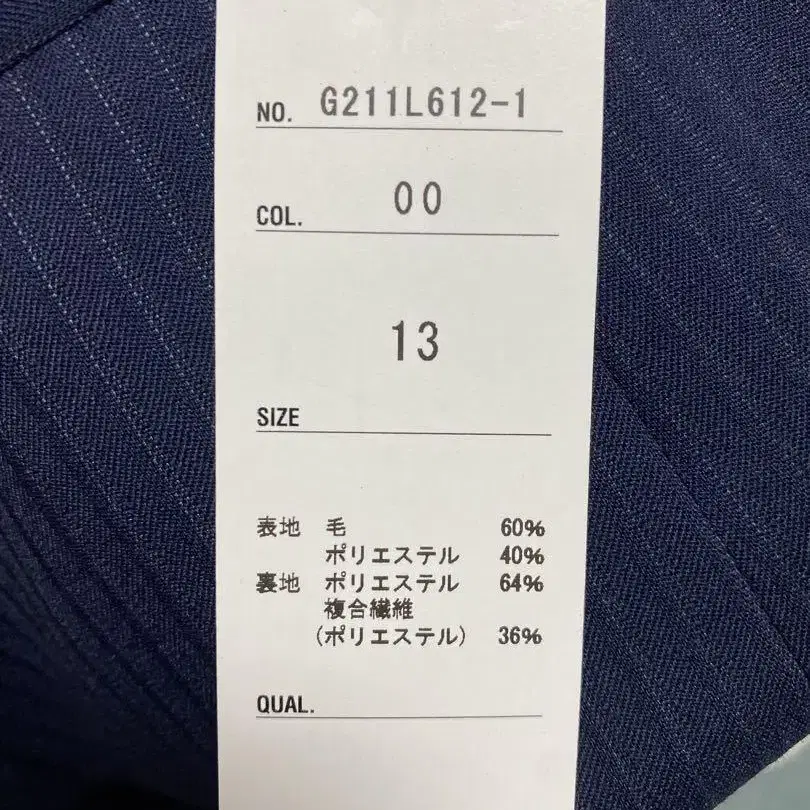 NO. G211L612-1
COL. 00
13
SIZE
表地 毛 60%
ポリエステル 40%
裏地 ポリエステル 64%
複合繊維
(ポリエステル) 36%
QUAL.